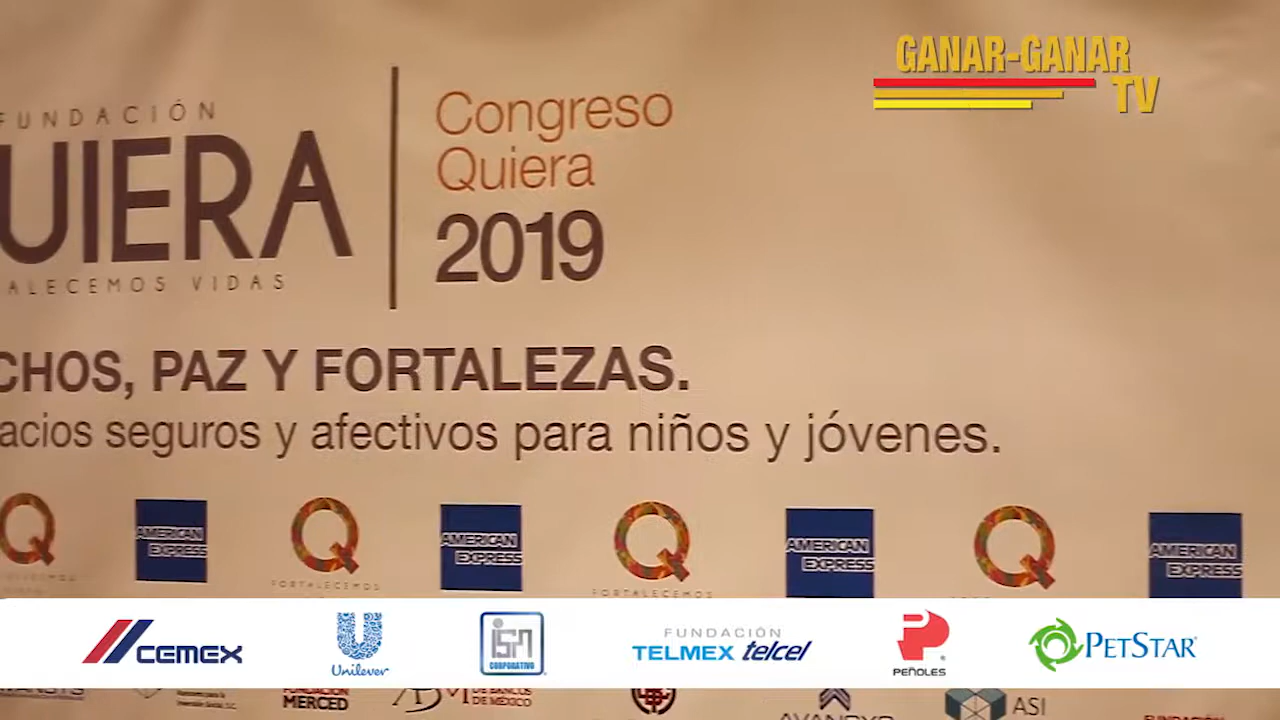 GANAR-GANAR
TV
FUNDACIÓN
UIERA
ALECEMOS VIDAS
Congreso
Quiera
2019
CHOS, PAZ Y FORTALEZAS.
acios seguros y afectivos para niños y jóvenes.
AMERICAN EXPRESS
FORTALECEMOS
AMERICAN EXPRESS
FORTALECEMOS
AMERICAN EXPRESS
AMERICAN EXPRESS
CEMEX
Unilever
isa
CORPORATIVO
FUNDACIÓN
TELMEX telcel
PEÑOLES
PETSTAR
MERCED
DE BANCOS
DE MÉXICO
ASI
FUNDACIÓN